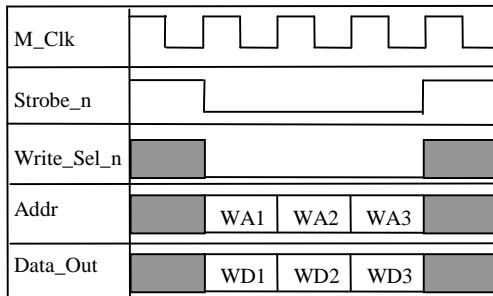 M_Clk
Strobe_n
Write_Sel_n
Addr WA1 WA2 WA3
Data_Out WD1 WD2 WD3